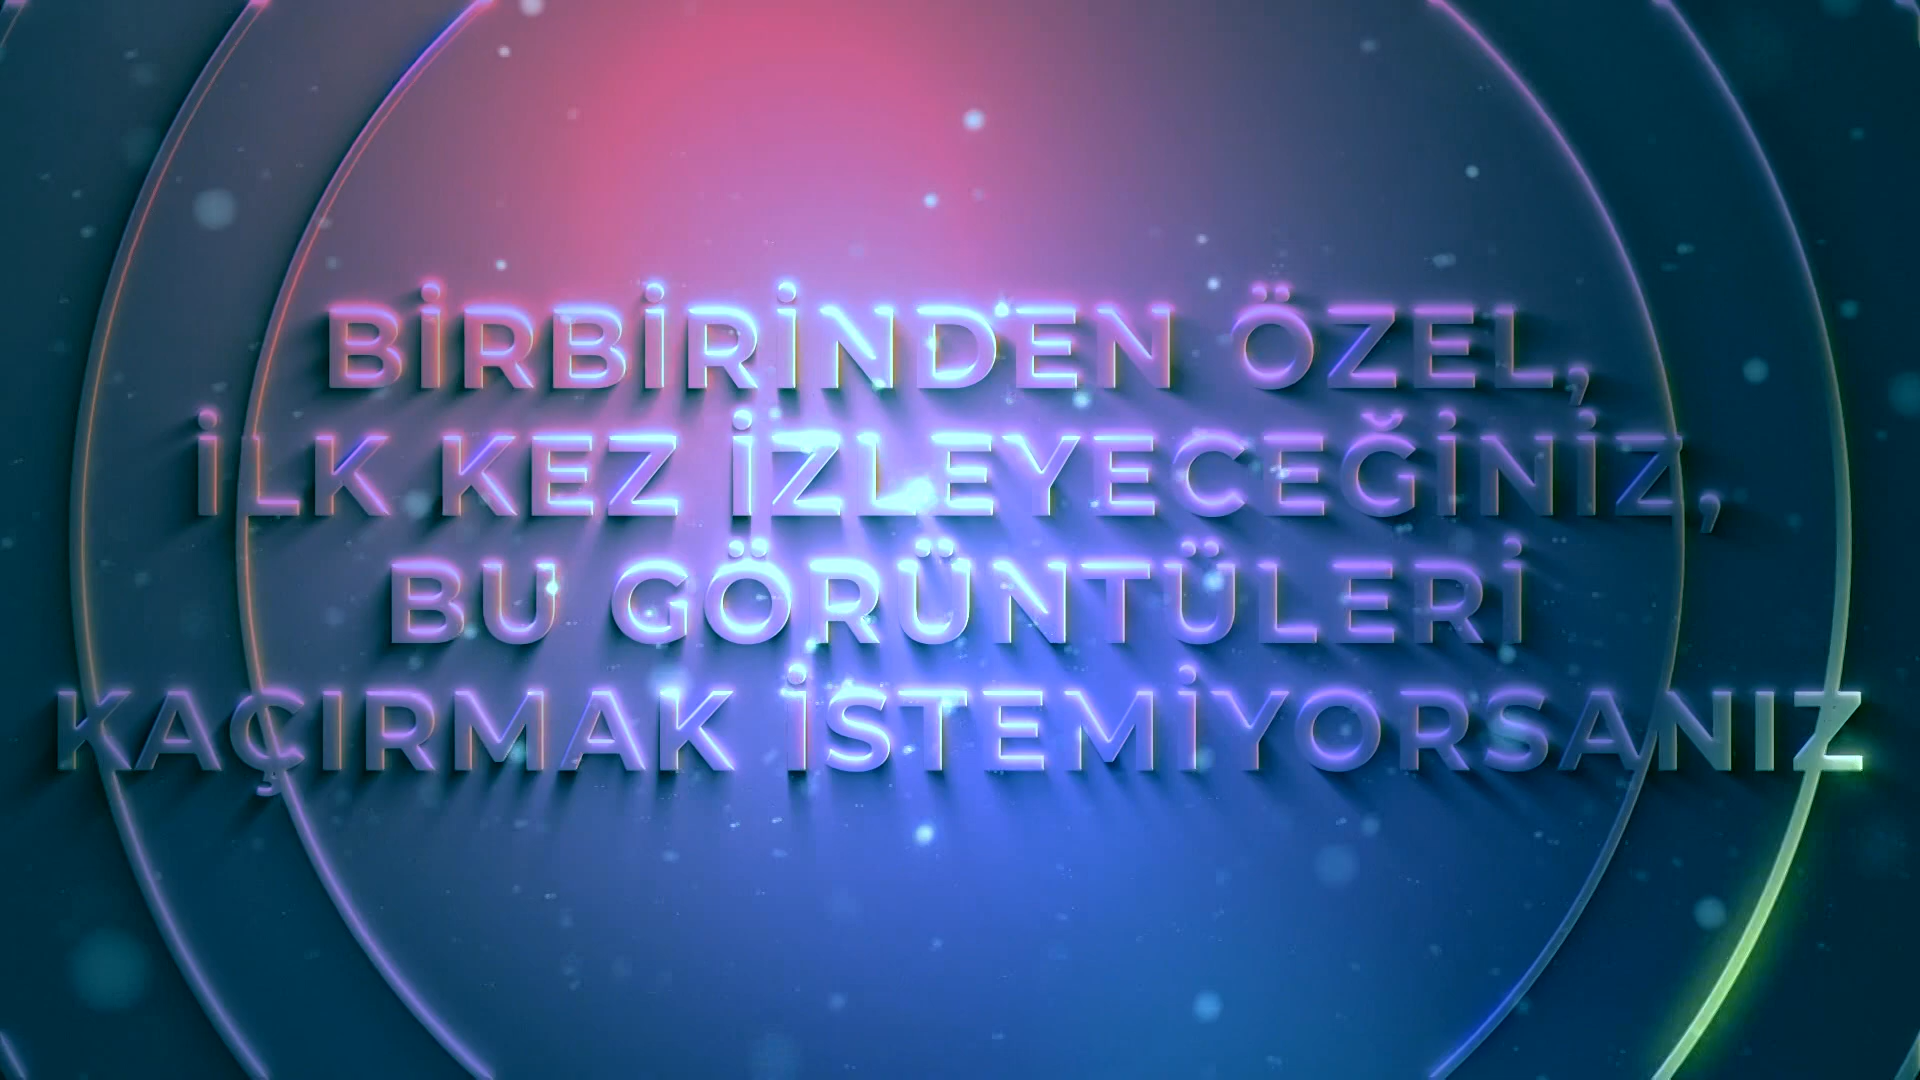 BİRBİRİNDEN ÖZEL,
İLK KEZ İZLEYECEĞİNİZ,
BU GÖRÜNTÜLERİ
KAÇIRMAK İSTEMİYORSANIZ